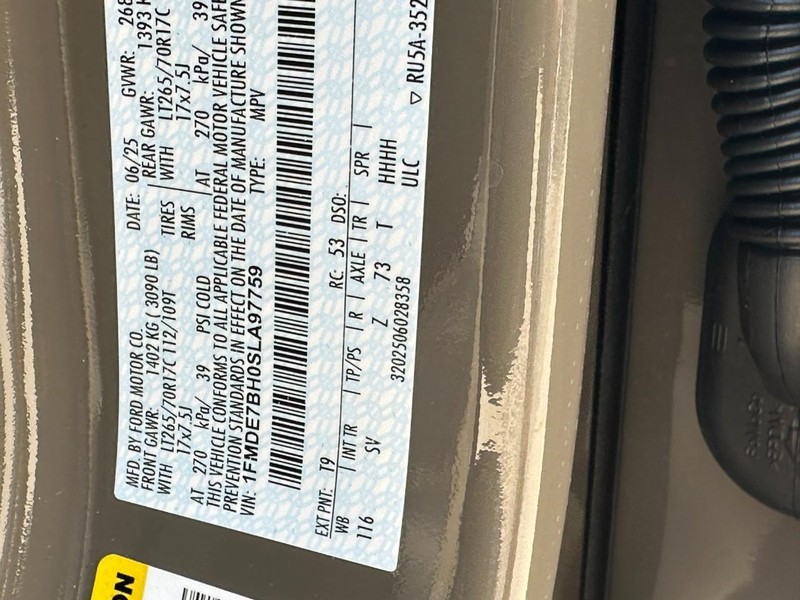 MFD. BY FORD MOTOR CO. DATE: 06/25 GVWR: 268
FRONT GAWR: 1402 KG ( 3090 LB) REAR GAWR: 1393 K
WITH LT265/70R17C 112/109T TIRES WITH LT265/70R17C
17x7.5J RIMS 17x7.5J
AT 270 kPa/ 39 PSI COLD AT 270 kPa/ 39
THIS VEHICLE CONFORMS TO ALL APPLICABLE FEDERAL MOTOR VEHICLE SAFE
PREVENTION STANDARDS IN EFFECT ON THE DATE OF MANUFACTURE SHOWN
VIN: 1FMDE7BH0SLA97759 TYPE: MPV
EXT PNT: T9 RC: 53 DSO:
WB INT TR TP/PS R AXLE TR SPR
116 SV Z 73 T HHHH
3202506028358 ULC ▽ RU5A-352
ON